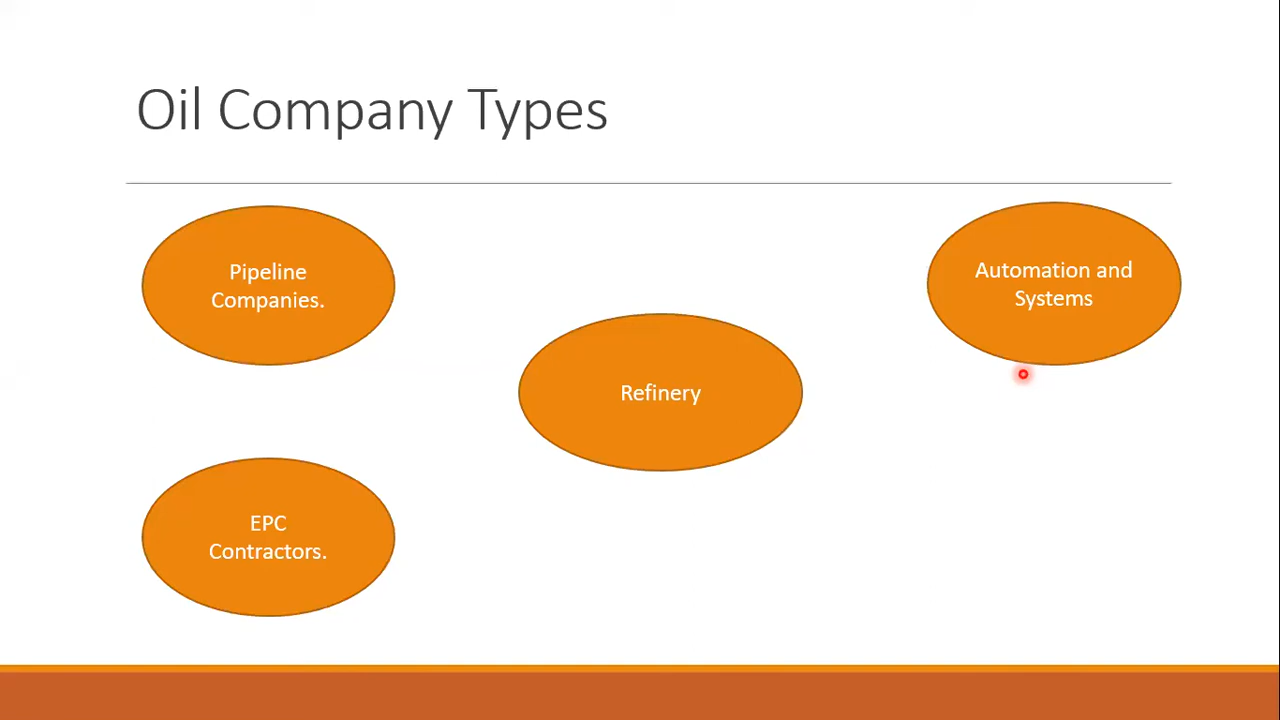 Oil Company Types
Pipeline
Companies.
Automation and
Systems
Refinery
EPC
Contractors.